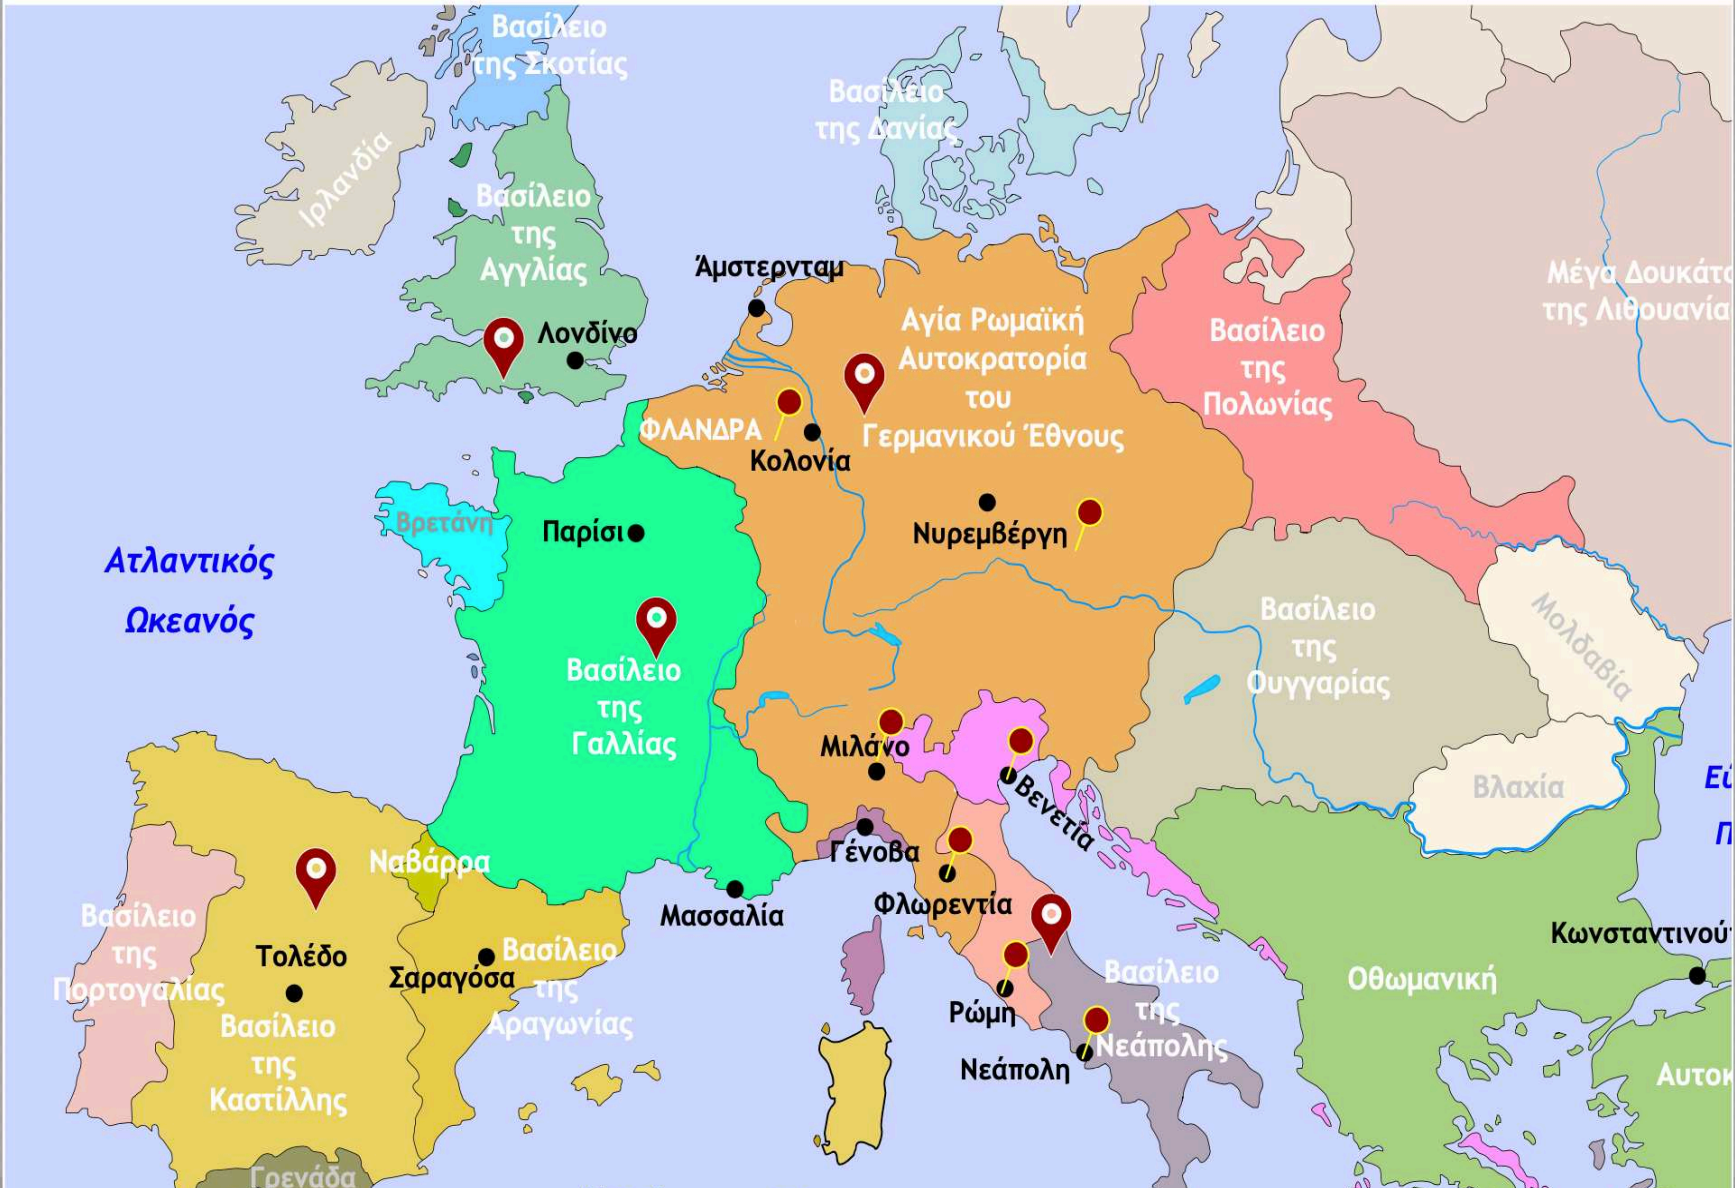 Βασίλειο
της Σκοτίας
Ιρλανδία
Βασίλειο
της Δανίας
Βασίλειο
της
Αγγλίας
Λονδίνο
Άμστερνταμ
Αγία Ρωμαϊκή
Αυτοκρατορία
του
Γερμανικού Έθνους
Βασίλειο
της
Πολωνίας
Μέγα Δουκάτο
της Λιθουανία
ΦΛΑΝΔΡΑ
Κολονία
Βρετάνη
Παρίσι
Νυρεμβέργη
Ατλαντικός
Ωκεανός
Βασίλειο
της
Γαλλίας
Βασίλειο
της
Ουγγαρίας
Μολδαβία
Βλαχία
Μιλάνο
Βενετία
Γένοβα
Φλωρεντία
Ναβάρρα
Μασσαλία
Βασίλειο
της
Πορτογαλίας
Τολέδο
Βασίλειο
της
Καστίλλης
Σαραγόσα
Βασίλειο
της
Αραγωνίας
Ρώμη
Βασίλειο
της
Νεάπολης
Νεάπολη
Οθωμανική
Κωνσταντινού
Αυτοκ
Γρενάδα